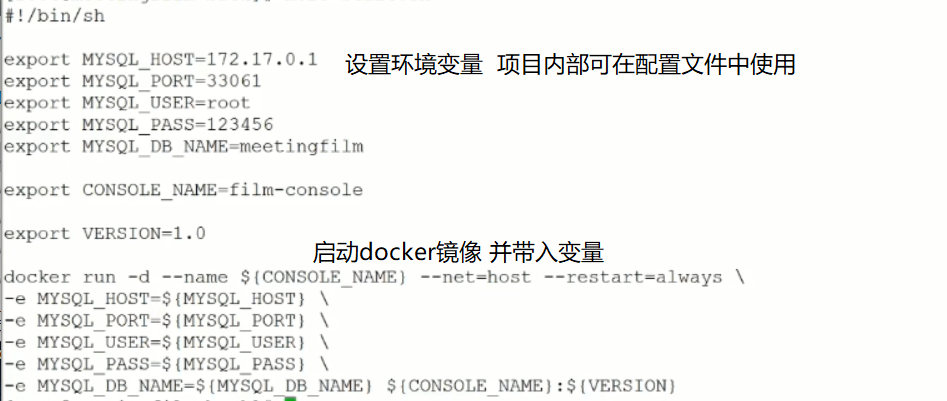 #!/bin/sh
export MYSQL_HOST=172.17.0.1
设置环境变量 项目内部可在配置文件中使用
export MYSQL_PORT=33061
export MYSQL_USER=root
export MYSQL_PASS=123456
export MYSQL_DB_NAME=meetingfilm
export CONSOLE_NAME=film-console
export VERSION=1.0
启动docker镜像 并带入变量
docker run -d --name ${CONSOLE_NAME} --net=host --restart=always \
-e MYSQL_HOST=${MYSQL_HOST} \
-e MYSQL_PORT=${MYSQL_PORT} \
-e MYSQL_USER=${MYSQL_USER} \
-e MYSQL_PASS=${MYSQL_PASS} \
-e MYSQL_DB_NAME=${MYSQL_DB_NAME} ${CONSOLE_NAME}:${VERSION}